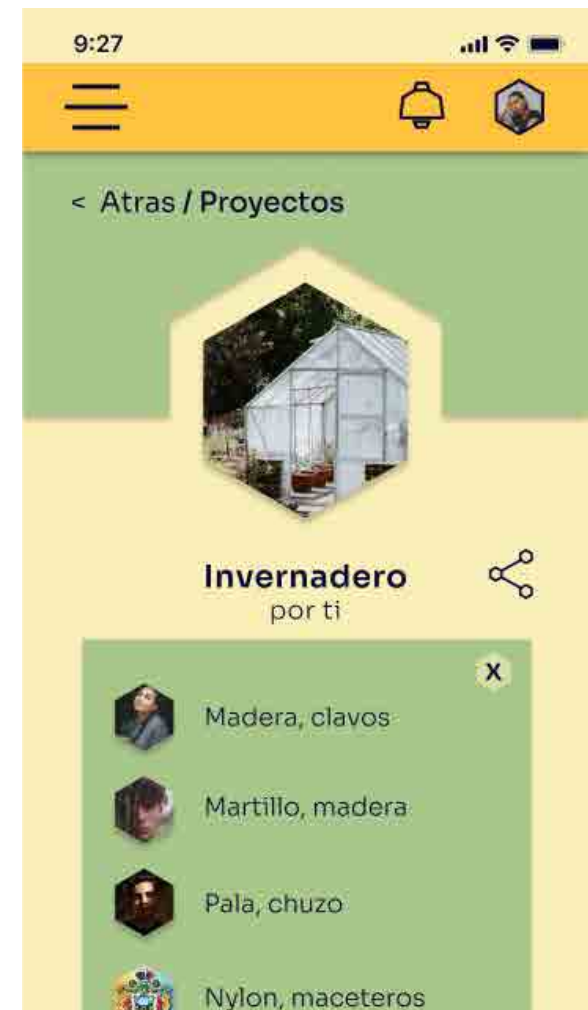 9:27
< Atras / Proyectos
Invernadero
por ti
X
Madera, clavos
Martillo, madera
Pala, chuzo
Nylon, maceteros